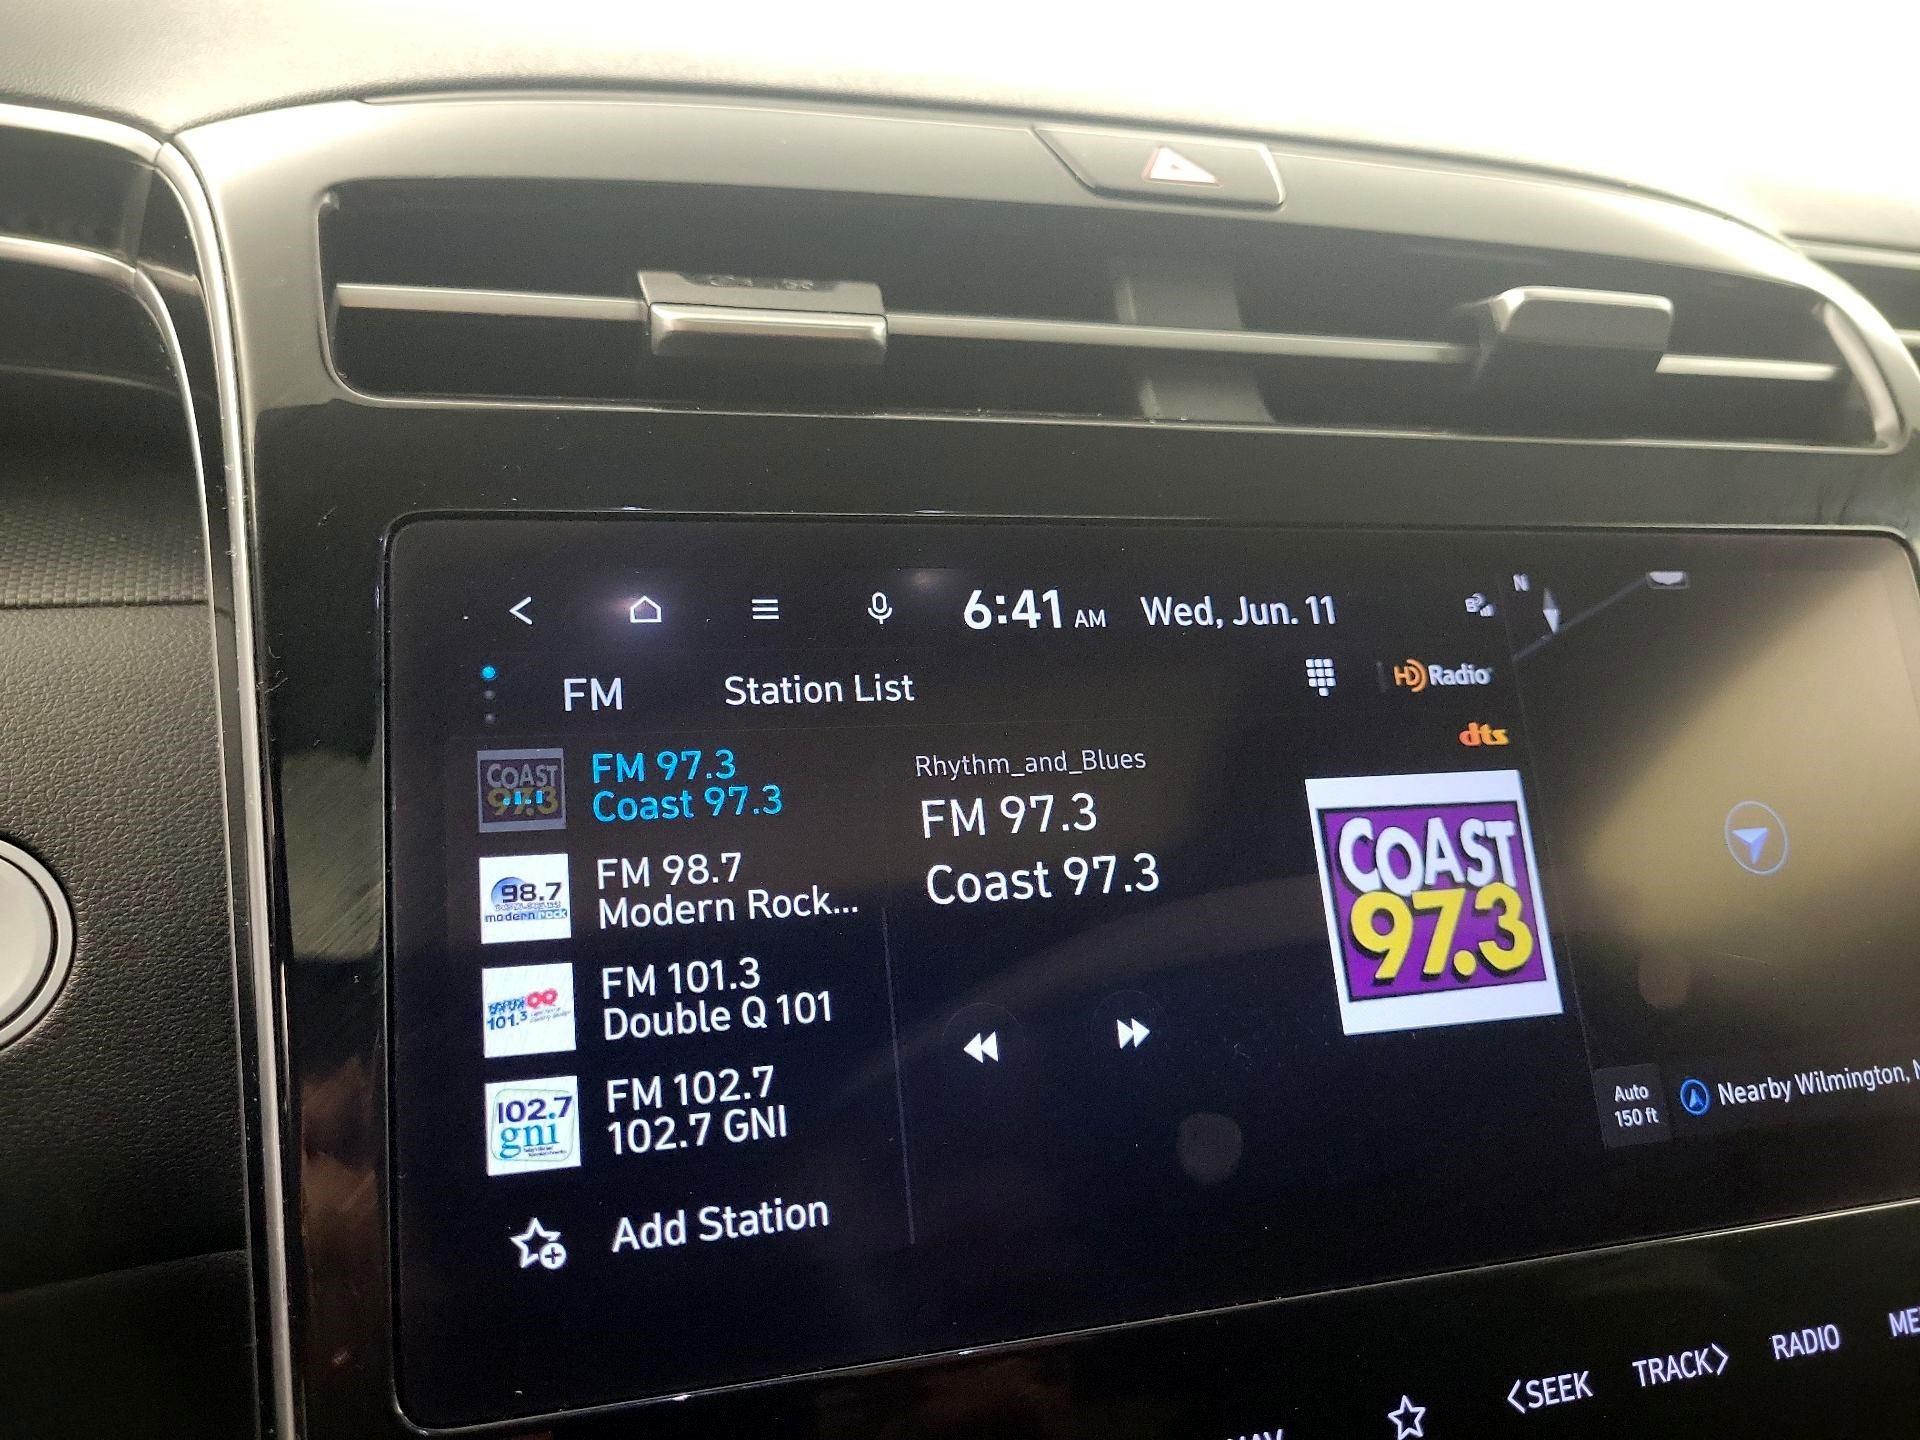 6:41 AM Wed, Jun. 11
N
FM
Station List
HD Radio
dts
COAST
97.3
FM 97.3
Coast 97.3
98.7
modern rock
FM 98.7
Modern Rock...
101.3
FM 101.3
Double Q 101
102.7
gni
FM 102.7
102.7 GNI
Add Station
Rhythm_and_Blues
FM 97.3
Coast 97.3
COAST
97.3
Auto
150 ft
Nearby Wilmington, N
<SEEK
TRACK>
RADIO
ME